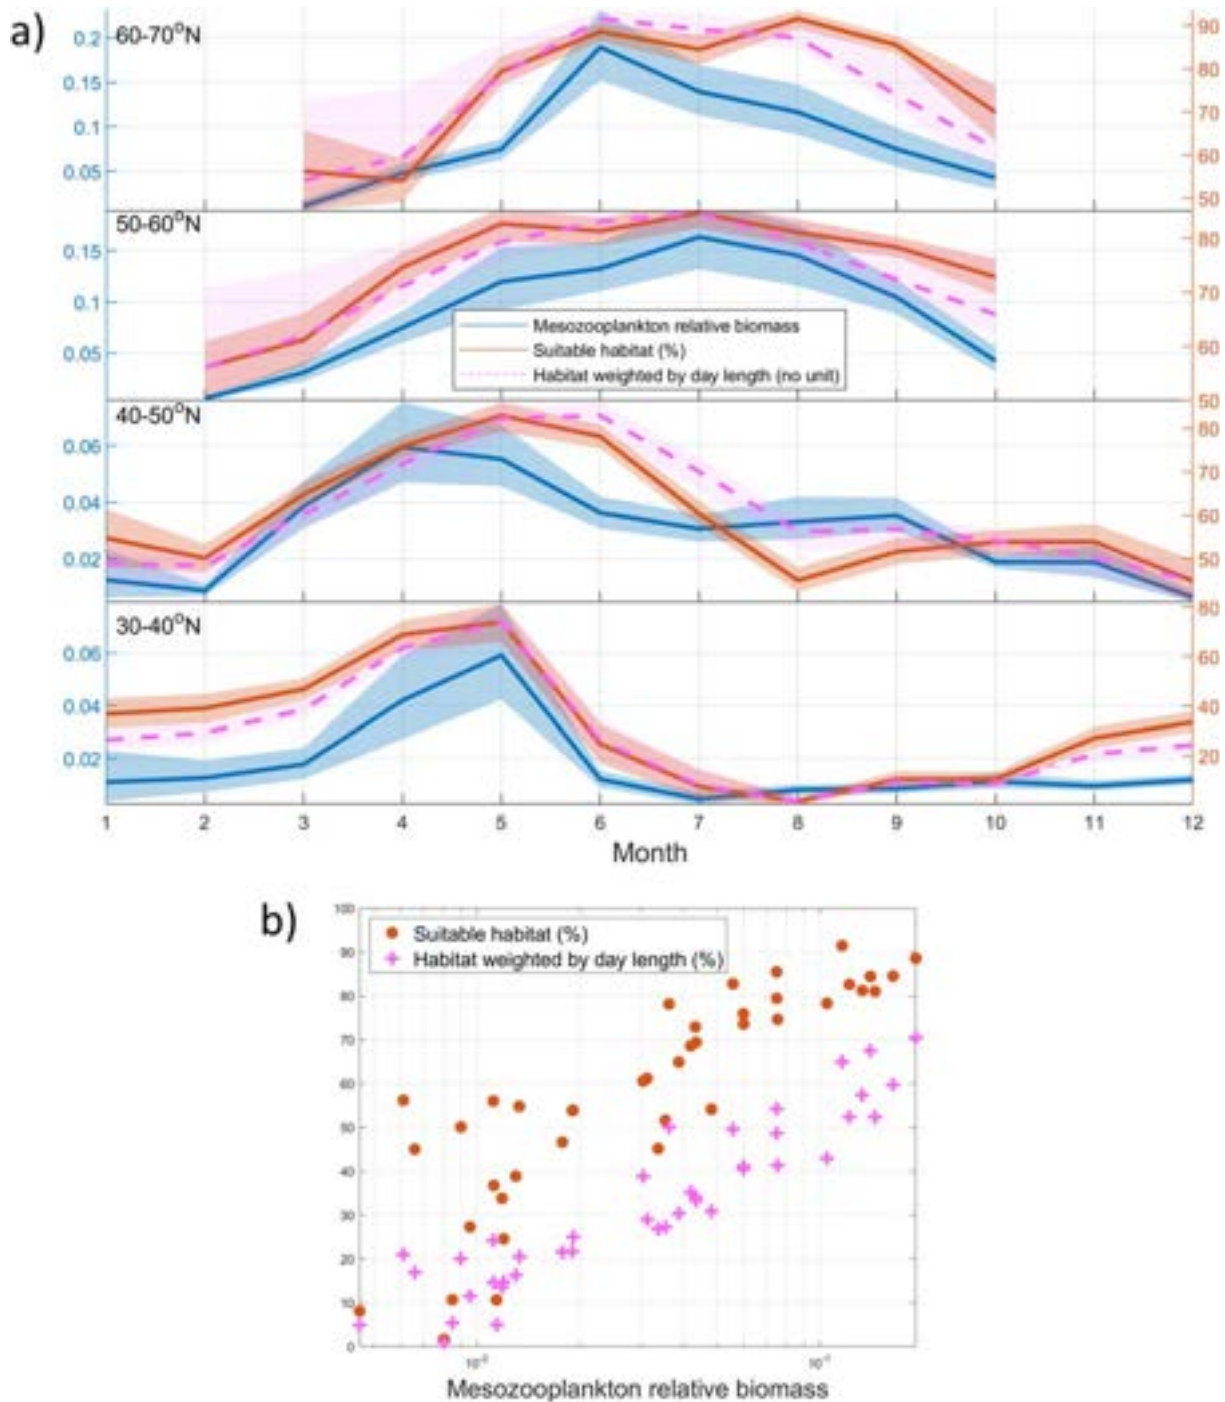 a)
60-70°N
0.2
0.15
0.1
0.05
90
80
70
60
50
50-60°N
0.15
0.1
0.05
80
70
60
50
Mesozooplankton relative biomass
Suitable habitat (%)
Habitat weighted by day length (no unit)
40-50°N
0.06
0.04
0.02
80
70
60
50
30-40°N
0.06
0.04
0.02
80
60
40
20
1 2 3 4 5 6 7 8 9 10 11 12
Month
b)
100
90
80
70
60
50
40
30
20
10
0
Suitable habitat (%)
Habitat weighted by day length (%)
Mesozooplankton relative biomass